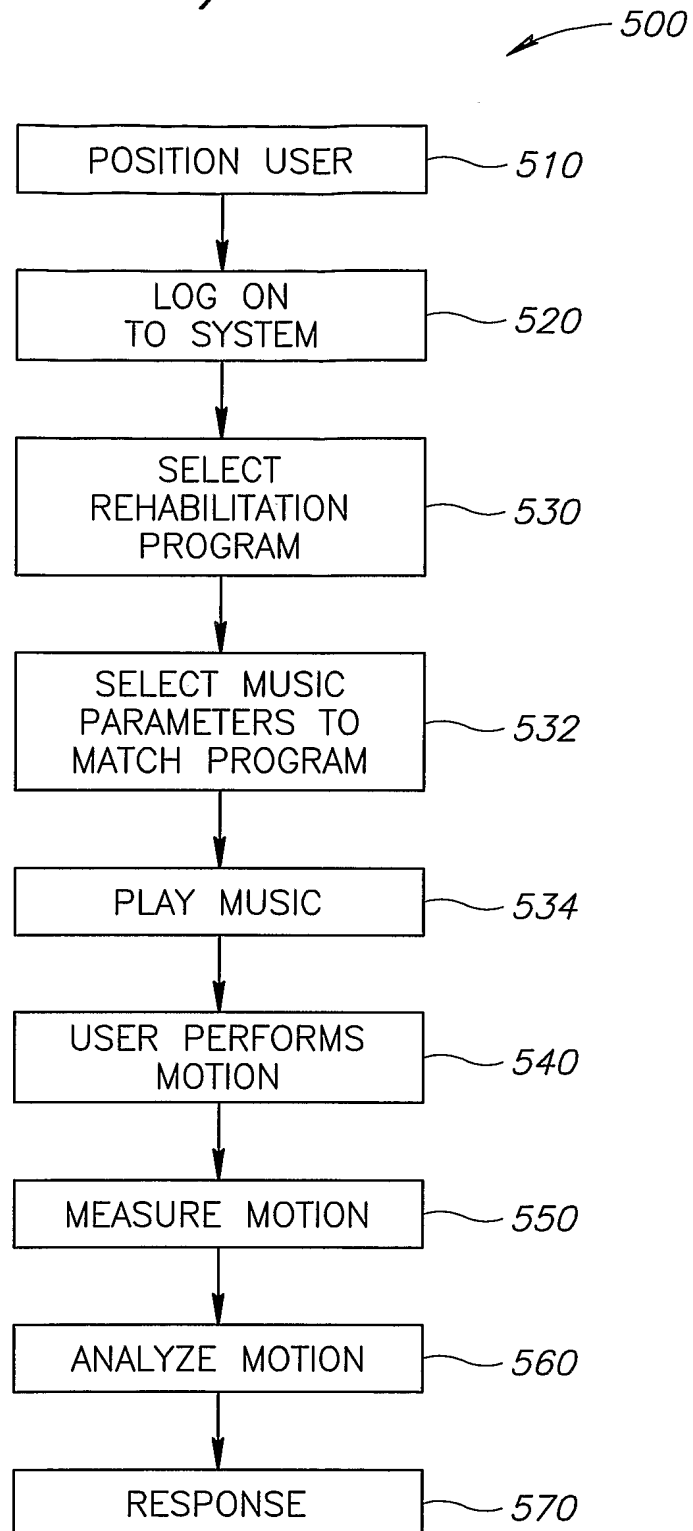 500
POSITION USER
510
LOG ON
TO SYSTEM
520
SELECT
REHABILITATION
PROGRAM
530
SELECT MUSIC
PARAMETERS TO
MATCH PROGRAM
532
PLAY MUSIC
534
USER PERFORMS
MOTION
540
MEASURE MOTION
550
ANALYZE MOTION
560
RESPONSE
570